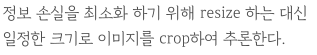 정보 손실을 최소화 하기 위해 resize 하는 대신
일정한 크기로 이미지를 crop하여 추론한다.